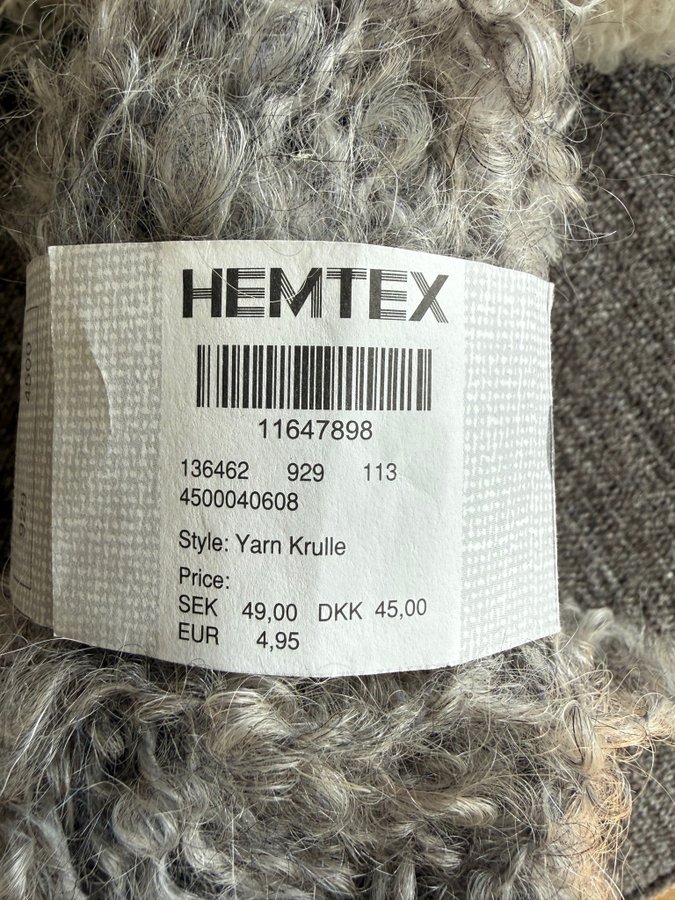 HEMTEX
11647898
136462 929 113
4500040608
Style: Yarn Krulle
Price:
SEK 49,00 DKK 45,00
EUR 4,95